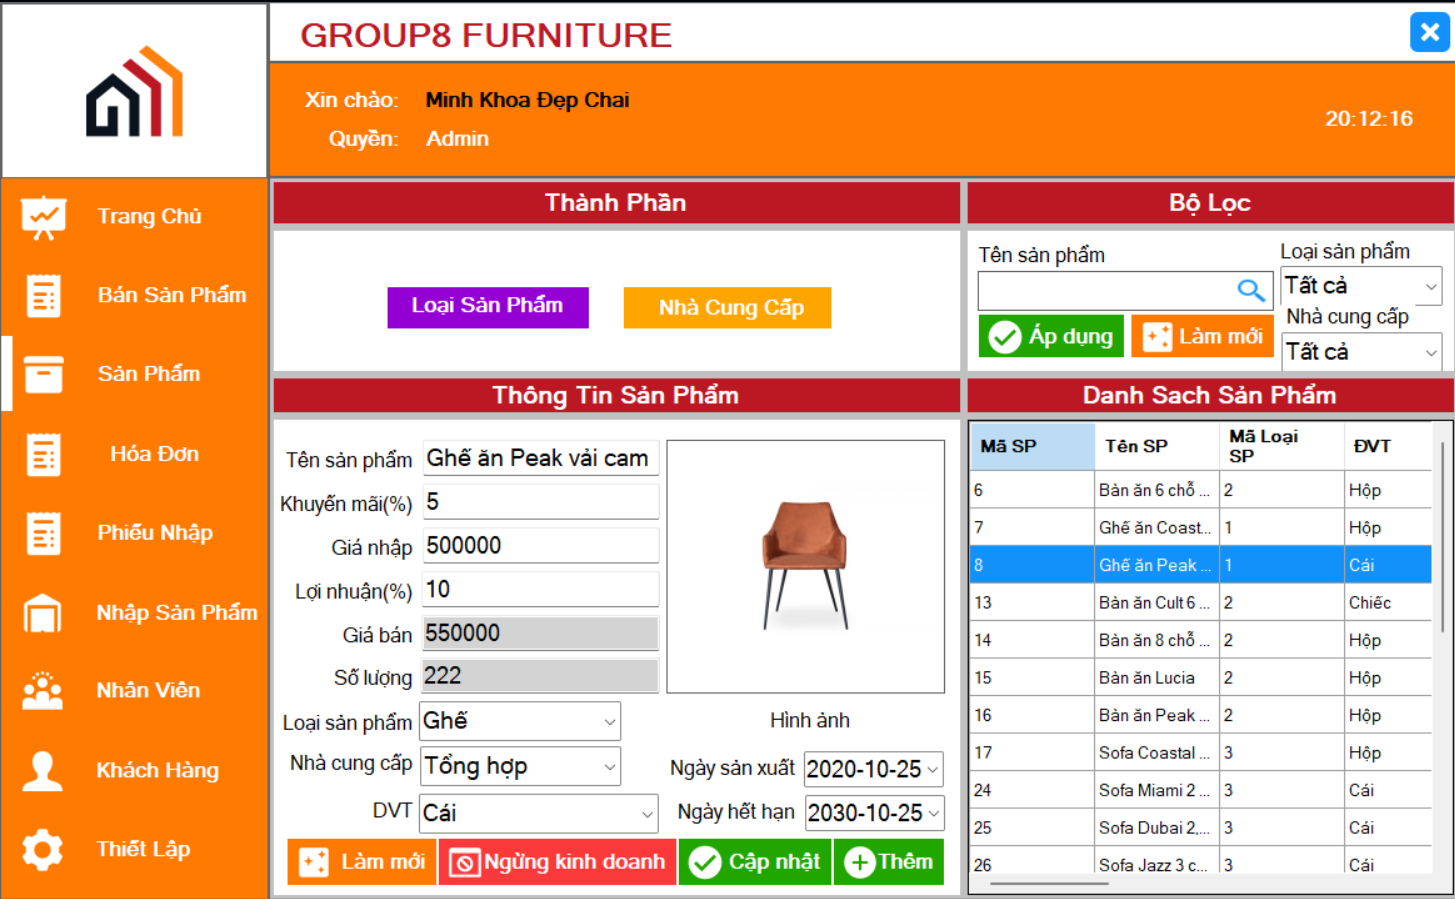 GROUP8 FURNITURE
Xin chào: Minh Khoa Đẹp Chai
Quyền: Admin
20:12:16
Trang Chủ
Bán Sản Phẩm
Sản Phẩm
Hóa Đơn
Phiếu Nhập
Nhập Sản Phẩm
Nhân Viên
Khách Hàng
Thiết Lập
Thành Phần
Loại Sản Phẩm
Nhà Cung Cấp
Bộ Lọc
Tên sản phẩm
Loại sản phẩm
Tất cả
Nhà cung cấp
Tất cả
Áp dụng
Làm mới
Thông Tin Sản Phẩm
Tên sản phẩm Ghế ăn Peak vải cam
Khuyến mãi(%) 5
Giá nhập 500000
Lợi nhuận(%) 10
Giá bán 550000
Số lượng 222
Loại sản phẩm Ghế
Nhà cung cấp Tổng hợp
DVT Cái
Hình ảnh
Ngày sản xuất 2020-10-25
Ngày hết hạn 2030-10-25
Làm mới
Ngừng kinh doanh
Cập nhật
Thêm
Danh Sach Sản Phẩm
Mã SP Tên SP Mã Loại SP ĐVT
6 Bàn ăn 6 chỗ ... 2 Hộp
7 Ghế ăn Coast... 1 Hộp
8 Ghế ăn Peak ... 1 Cái
13 Bàn ăn Cult 6 ... 2 Chiếc
14 Bàn ăn 8 chỗ ... 2 Hộp
15 Bàn ăn Lucia 2 Hộp
16 Bàn ăn Peak ... 2 Hộp
17 Sofa Coastal ... 3 Hộp
24 Sofa Miami 2 ... 3 Cái
25 Sofa Dubai 2,... 3 Cái
26 Sofa Jazz 3 c... 3 Cái